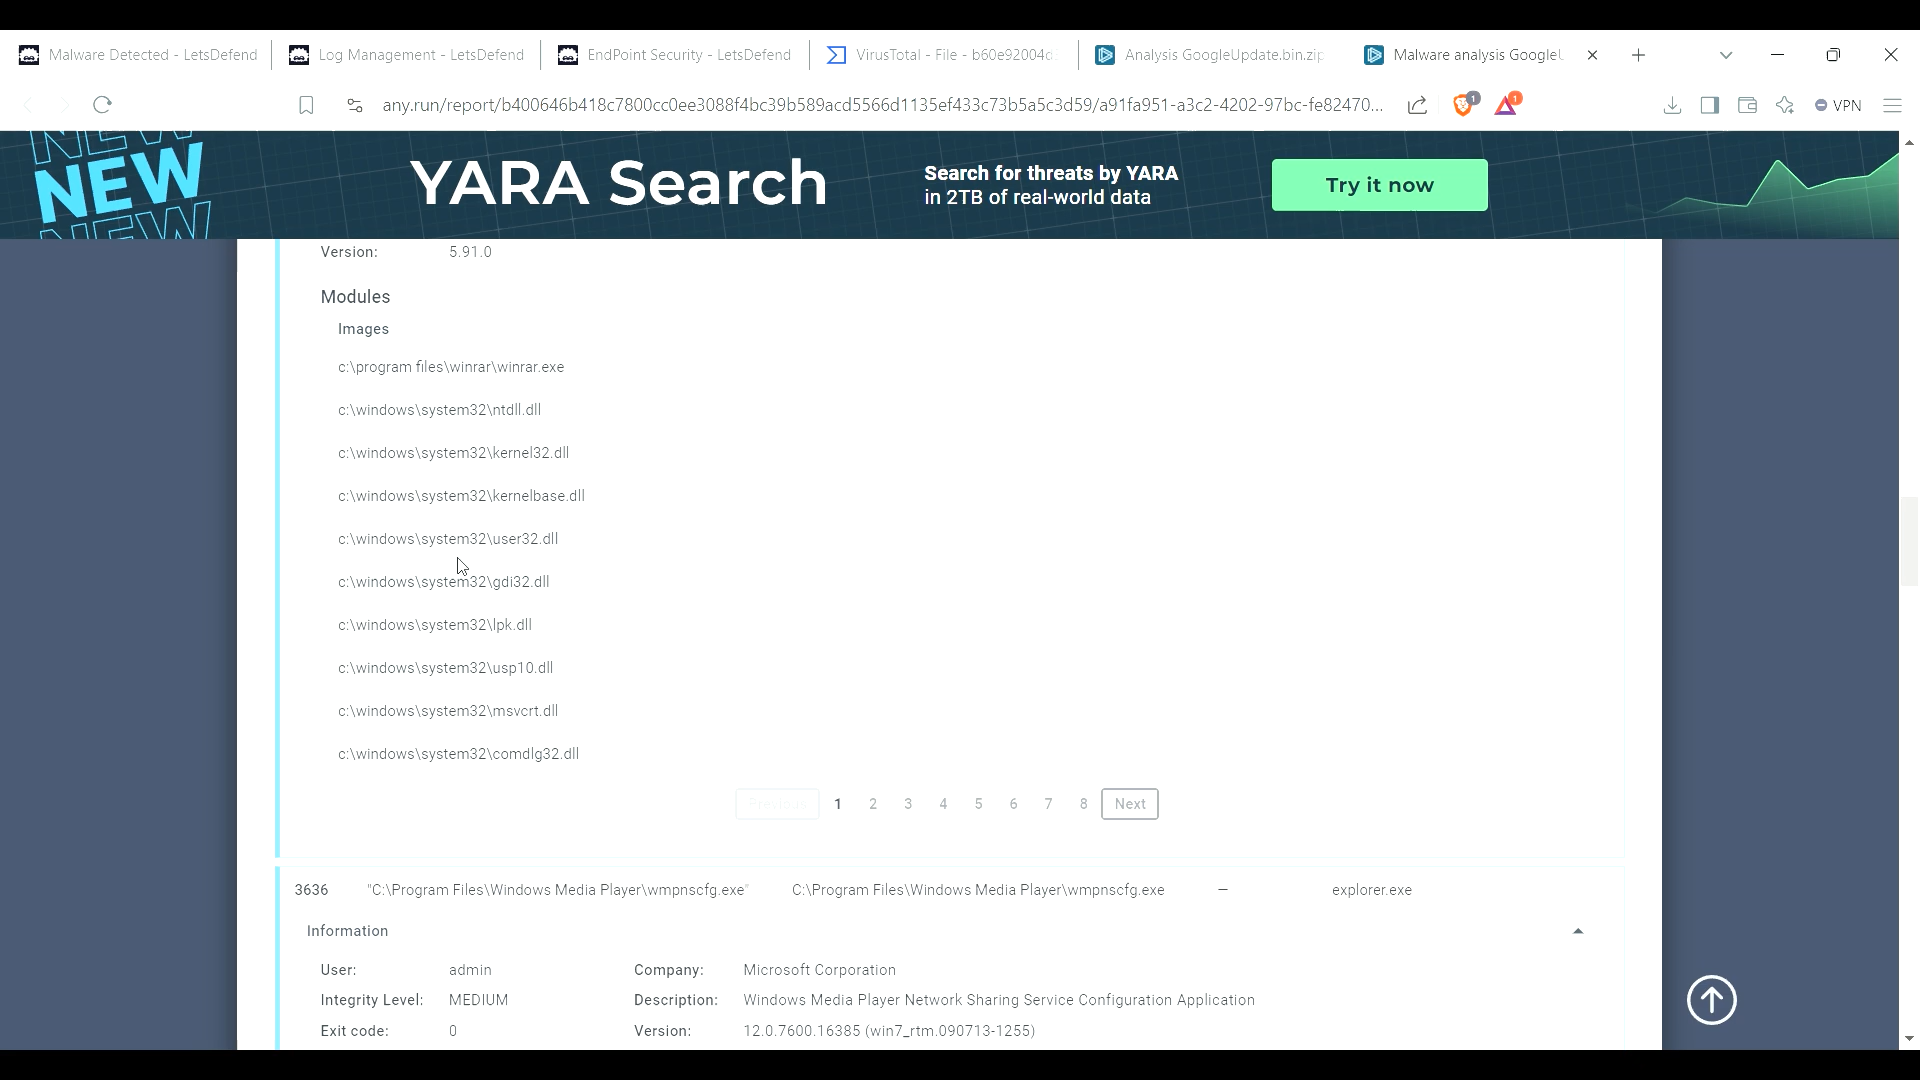 Malware Detected - LetsDefend
Log Management - LetsDefend
EndPoint Security - LetsDefend
VirusTotal - File - b60e92004d
Analysis GoogleUpdate.bin.zip
Malware analysis Google
any.run/report/b400646b418c7800cc0ee3088f4bc39b589acd5566d1135ef433c73b5a5c3d59/a91fa951-a3c2-4202-97bc-fe82470...
1
1
VPN
NEW
NEW
NEW
YARA Search
Search for threats by YARA
in 2TB of real-world data
Try it now
Version: 5.91.0
Modules
Images
c:\program files\winrar\winrar.exe
c:\windows\system32\ntdll.dll
c:\windows\system32\kernel32.dll
c:\windows\system32\kernelbase.dll
c:\windows\system32\user32.dll
c:\windows\system32\gdi32.dll
c:\windows\system32\lpk.dll
c:\windows\system32\usp10.dll
c:\windows\system32\msvcrt.dll
c:\windows\system32\comdlg32.dll
Previous 1 2 3 4 5 6 7 8 Next
3636 "C:\Program Files\Windows Media Player\wmpnscfg.exe" C:\Program Files\Windows Media Player\wmpnscfg.exe – explorer.exe
Information
User: admin Company: Microsoft Corporation
Integrity Level: MEDIUM Description: Windows Media Player Network Sharing Service Configuration Application
Exit code: 0 Version: 12.0.7600.16385 (win7_rtm.090713-1255)